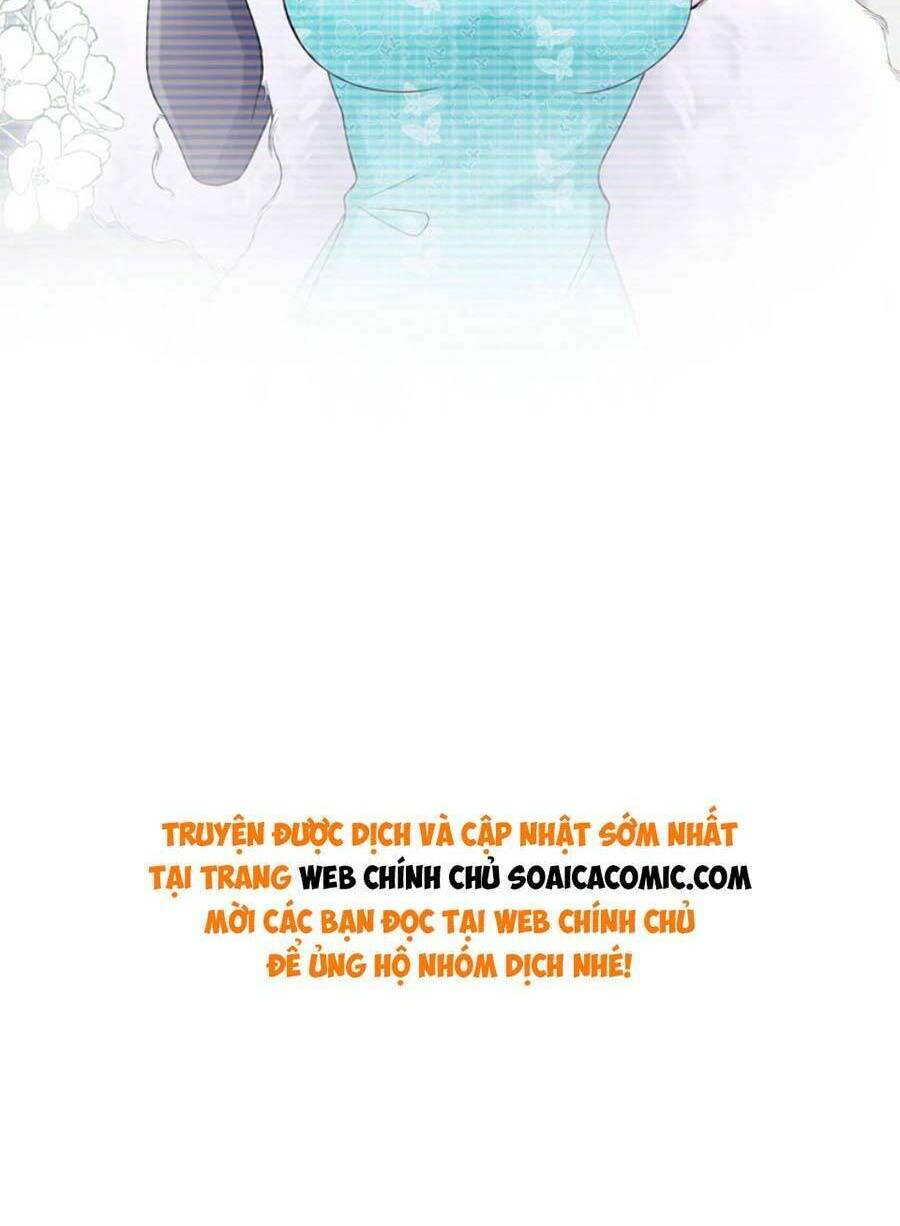 TRUYỆN ĐƯỢC DỊCH VÀ CẬP NHẬT SỚM NHẤT
TẠI TRANG WEB CHÍNH CHỦ SOAICACOMIC.COM
MỜI CÁC BẠN ĐỌC TẠI WEB CHÍNH CHỦ
ĐỂ ỦNG HỘ NHÓM DỊCH NHÉ!